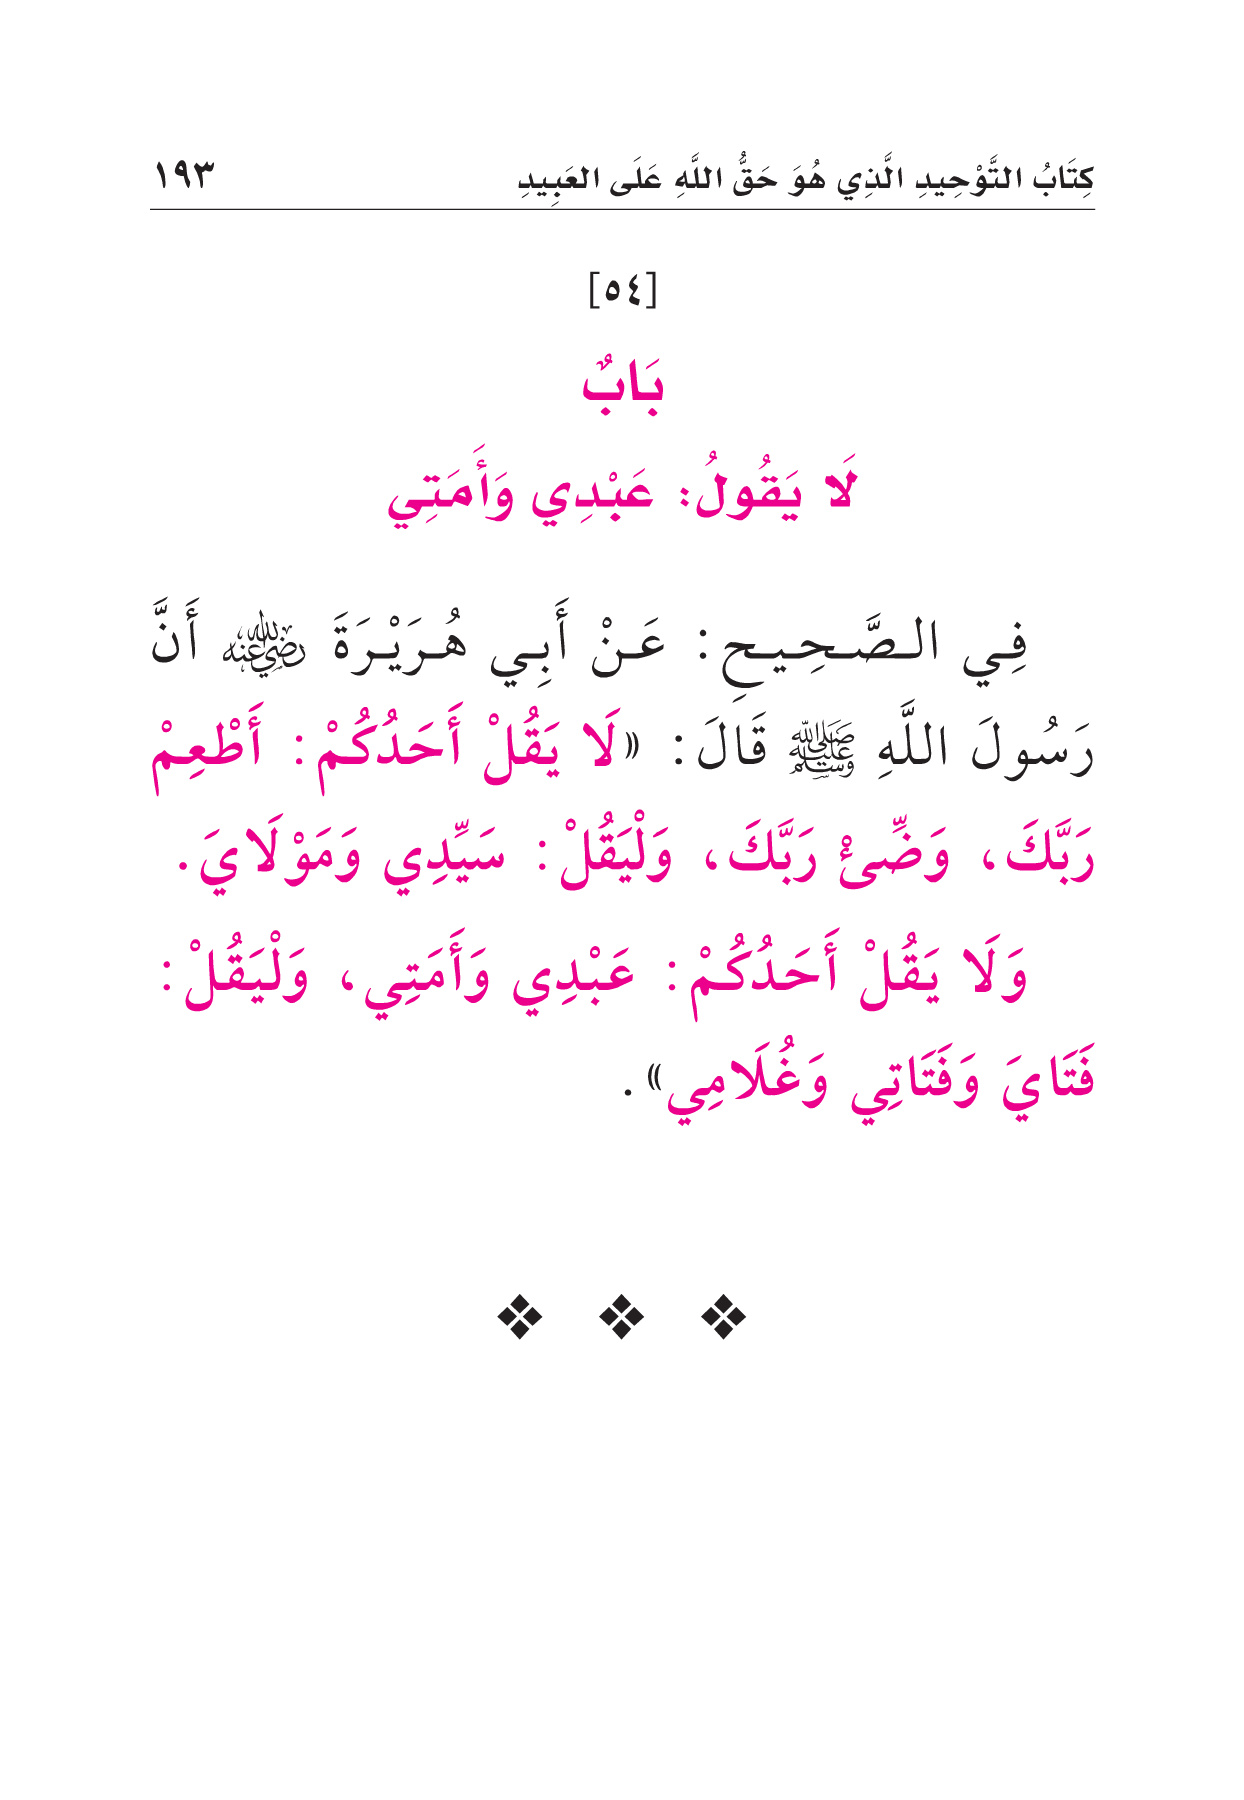 كِتَابُ التَّوْحِيدِ الَّذِي هُوَ حَقُّ اللَّهِ عَلَى العَبِيدِ ١٩٣
[٥٤]
بَابٌ
لَا يَقُولُ: عَبْدِي وَأَمَتِي
فِي الصَّحِيحِ: عَنْ أَبِي هُرَيْرَةَ رضي الله عنه أَنَّ
رَسُولَ اللَّهِ ﷺ قَالَ: «لَا يَقُلْ أَحَدُكُمْ: أَطْعِمْ
رَبَّكَ، وَضِّئْ رَبَّكَ، وَلْيَقُلْ: سَيِّدِي وَمَوْلَايَ.
وَلَا يَقُلْ أَحَدُكُمْ: عَبْدِي وَأَمَتِي، وَلْيَقُلْ:
فَتَايَ وَفَتَاتِي وَغُلَامِي».